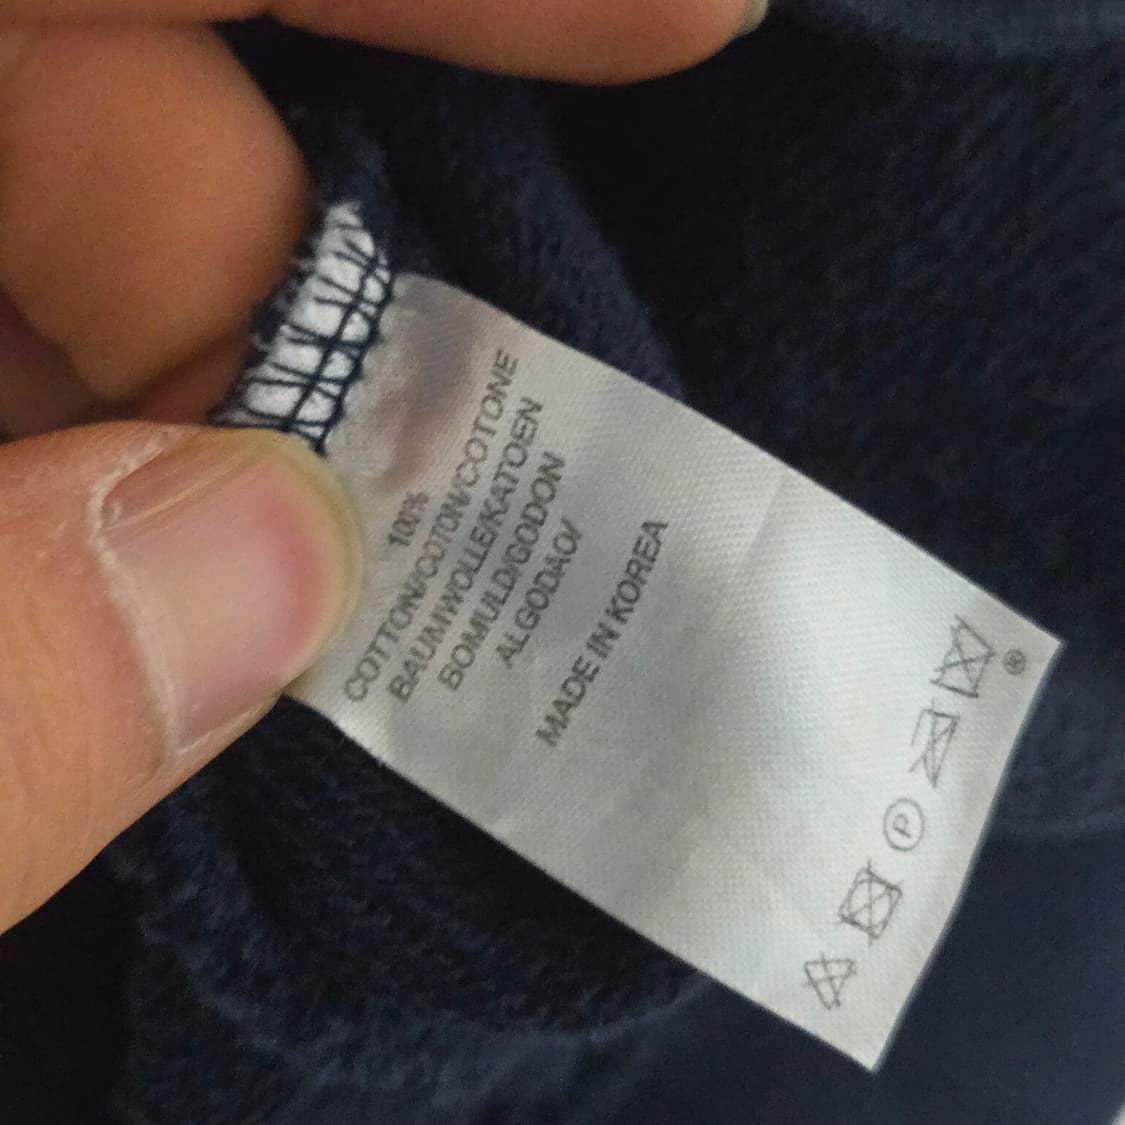 100%
COTTON/COTON/COTONE
BAUMWOLLE/KATOEN
BOMULD/GODON
ALGODAO/
MADE IN KOREA
P
®